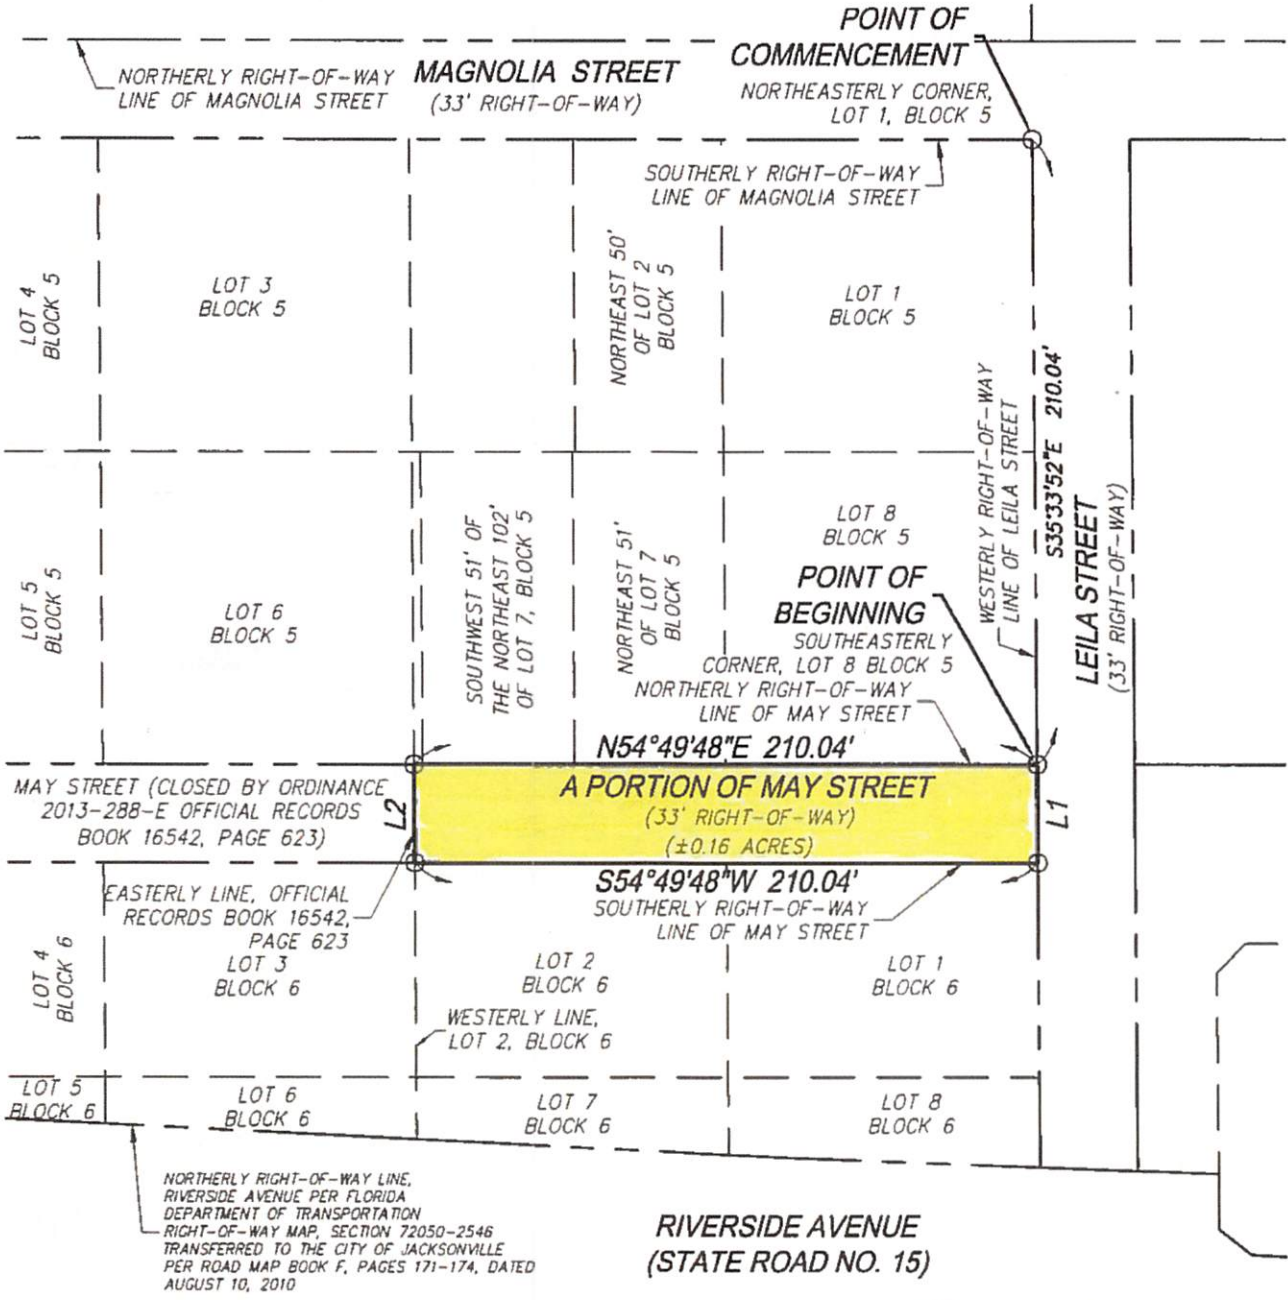 POINT OF
COMMENCEMENT
NORTHEASTERLY CORNER,
LOT 1, BLOCK 5
NORTHERLY RIGHT-OF-WAY
LINE OF MAGNOLIA STREET
MAGNOLIA STREET
(33' RIGHT-OF-WAY)
SOUTHERLY RIGHT-OF-WAY
LINE OF MAGNOLIA STREET
LOT 4
BLOCK 5
LOT 3
BLOCK 5
NORTHEAST 50'
OF LOT 2
BLOCK 5
LOT 1
BLOCK 5
WESTERLY RIGHT-OF-WAY
LINE OF LEILA STREET
S35°33'52"E 210.04'
LEILA STREET
(33' RIGHT-OF-WAY)
LOT 5
BLOCK 5
LOT 6
BLOCK 5
SOUTHWEST 51' OF
THE NORTHEAST 102'
OF LOT 7, BLOCK 5
NORTHEAST 51'
OF LOT 7
BLOCK 5
LOT 8
BLOCK 5
POINT OF
BEGINNING
SOUTHEASTERLY
CORNER, LOT 8 BLOCK 5
NORTHERLY RIGHT-OF-WAY
LINE OF MAY STREET
N54°49'48"E 210.04'
MAY STREET (CLOSED BY ORDINANCE
2013-288-E OFFICIAL RECORDS
BOOK 16542, PAGE 623)
L2
A PORTION OF MAY STREET
(33' RIGHT-OF-WAY)
(±0.16 ACRES)
L1
S54°49'48"W 210.04'
SOUTHERLY RIGHT-OF-WAY
LINE OF MAY STREET
EASTERLY LINE, OFFICIAL
RECORDS BOOK 16542,
PAGE 623
LOT 4
BLOCK 6
LOT 3
BLOCK 6
LOT 2
BLOCK 6
LOT 1
BLOCK 6
WESTERLY LINE,
LOT 2, BLOCK 6
LOT 5
BLOCK 6
LOT 6
BLOCK 6
LOT 7
BLOCK 6
LOT 8
BLOCK 6
NORTHERLY RIGHT-OF-WAY LINE,
RIVERSIDE AVENUE PER FLORIDA
DEPARTMENT OF TRANSPORTATION
RIGHT-OF-WAY MAP, SECTION 72050-2546
TRANSFERRED TO THE CITY OF JACKSONVILLE
PER ROAD MAP BOOK F, PAGES 171-174, DATED
AUGUST 10, 2010
RIVERSIDE AVENUE
(STATE ROAD NO. 15)